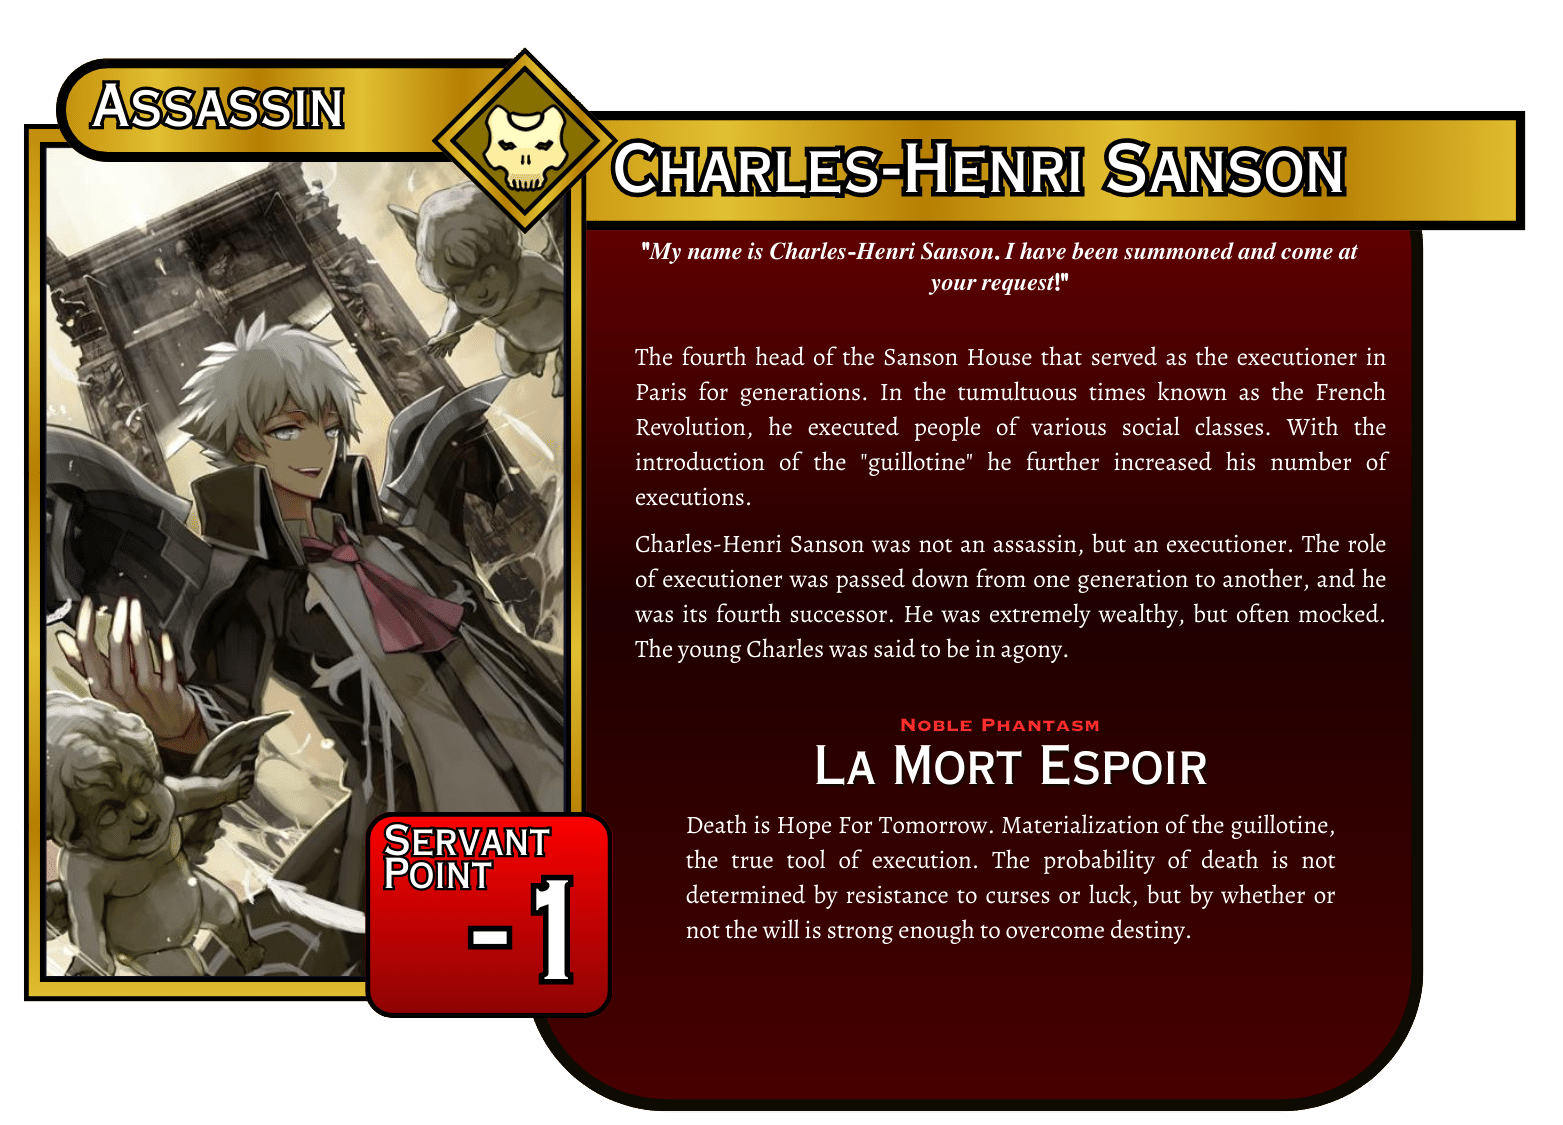 Assassin
Charles-Henri Sanson
"My name is Charles-Henri Sanson. I have been summoned and come at
your request!"
The fourth head of the Sanson House that served as the executioner in
Paris for generations. In the tumultuous times known as the French
Revolution, he executed people of various social classes. With the
introduction of the "guillotine" he further increased his number of
executions.
Charles-Henri Sanson was not an assassin, but an executioner. The role
of executioner was passed down from one generation to another, and he
was its fourth successor. He was extremely wealthy, but often mocked.
The young Charles was said to be in agony.
Noble Phantasm
La Mort Espoir
Death is Hope For Tomorrow. Materialization of the guillotine,
the true tool of execution. The probability of death is not
determined by resistance to curses or luck, but by whether or
not the will is strong enough to overcome destiny.
Servant
Point
-1